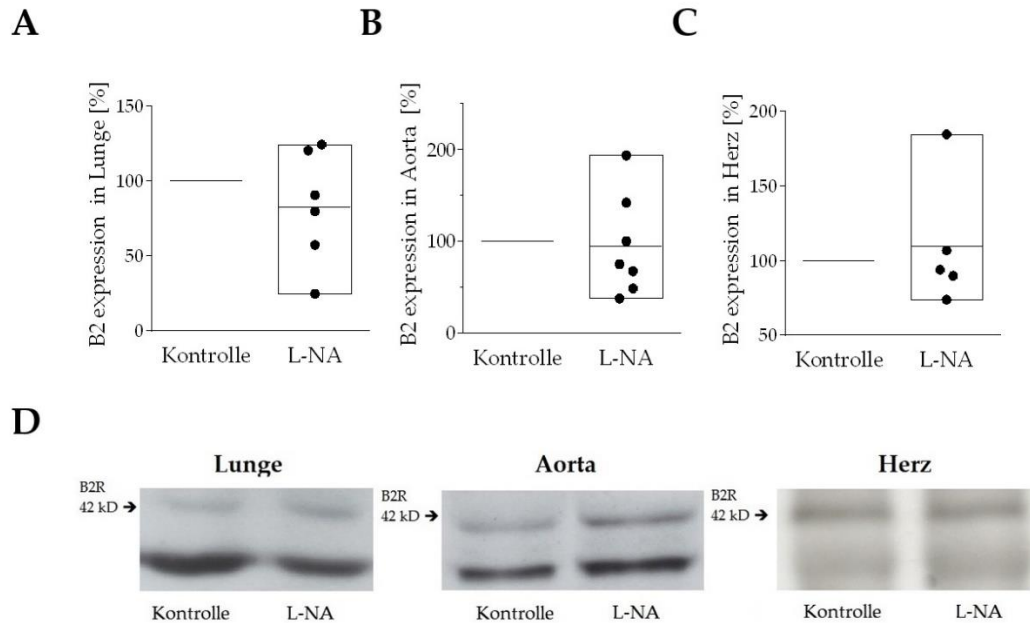 A
B
C
B2 expression in Lunge [%]
150
100
50
0
Kontrolle
L-NA
B2 expression in Aorta [%]
200
100
0
Kontrolle
L-NA
B2 expression in Herz [%]
200
150
100
50
Kontrolle
L-NA
D
Lunge
B2R
42 kD →
Kontrolle
L-NA
Aorta
B2R
42 kD →
Kontrolle
L-NA
Herz
B2R
42 kD →
Kontrolle
L-NA